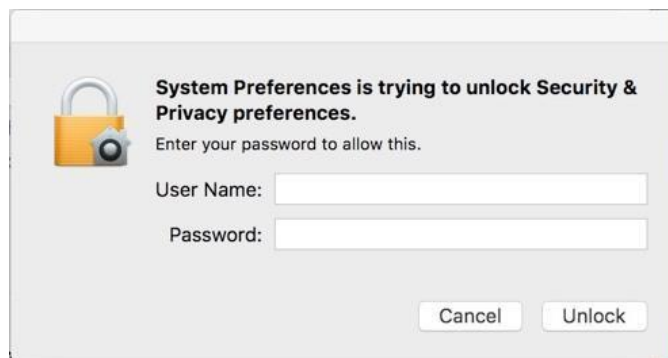 System Preferences is trying to unlock Security &
Privacy preferences.
Enter your password to allow this.
User Name:
Password:
Cancel
Unlock